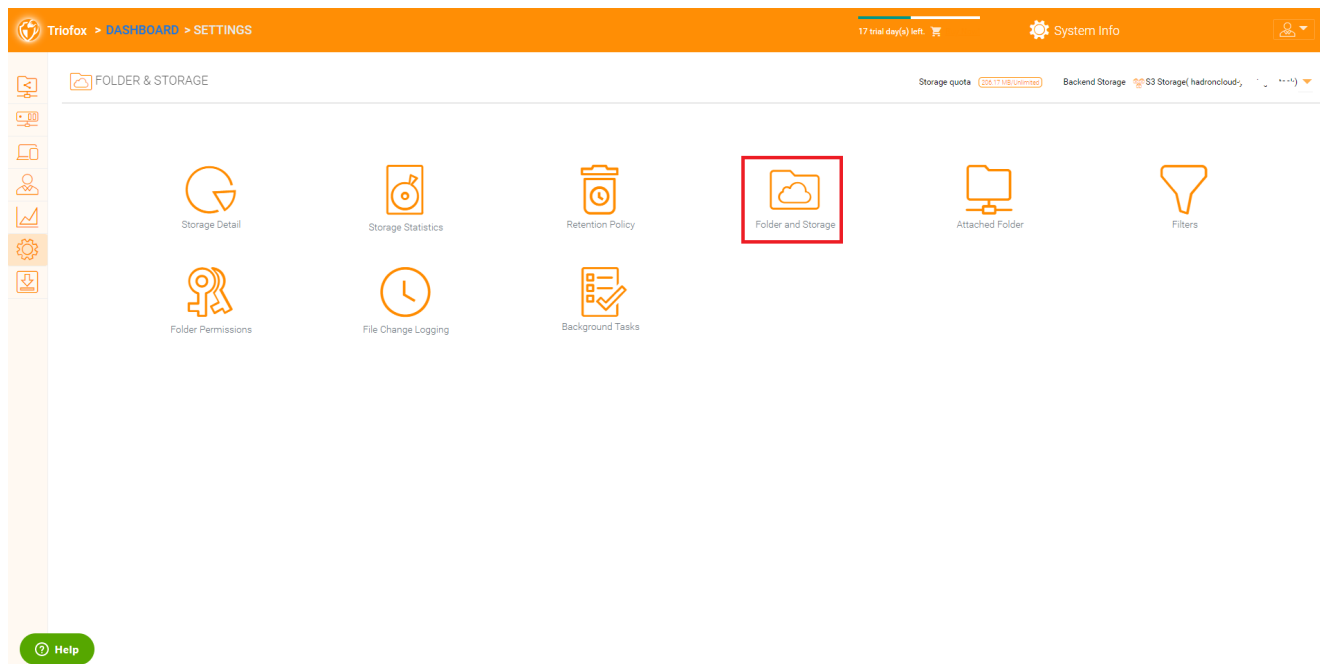 Triofox > DASHBOARD > SETTINGS
17 trial day(s) left.
System Info
FOLDER & STORAGE
Storage quota 206.17 MB/Unlimited Backend Storage S3 Storage( hadroncloud-
Storage Detail
Storage Statistics
Retention Policy
Folder and Storage
Attached Folder
Filters
Folder Permissions
File Change Logging
Background Tasks
Help